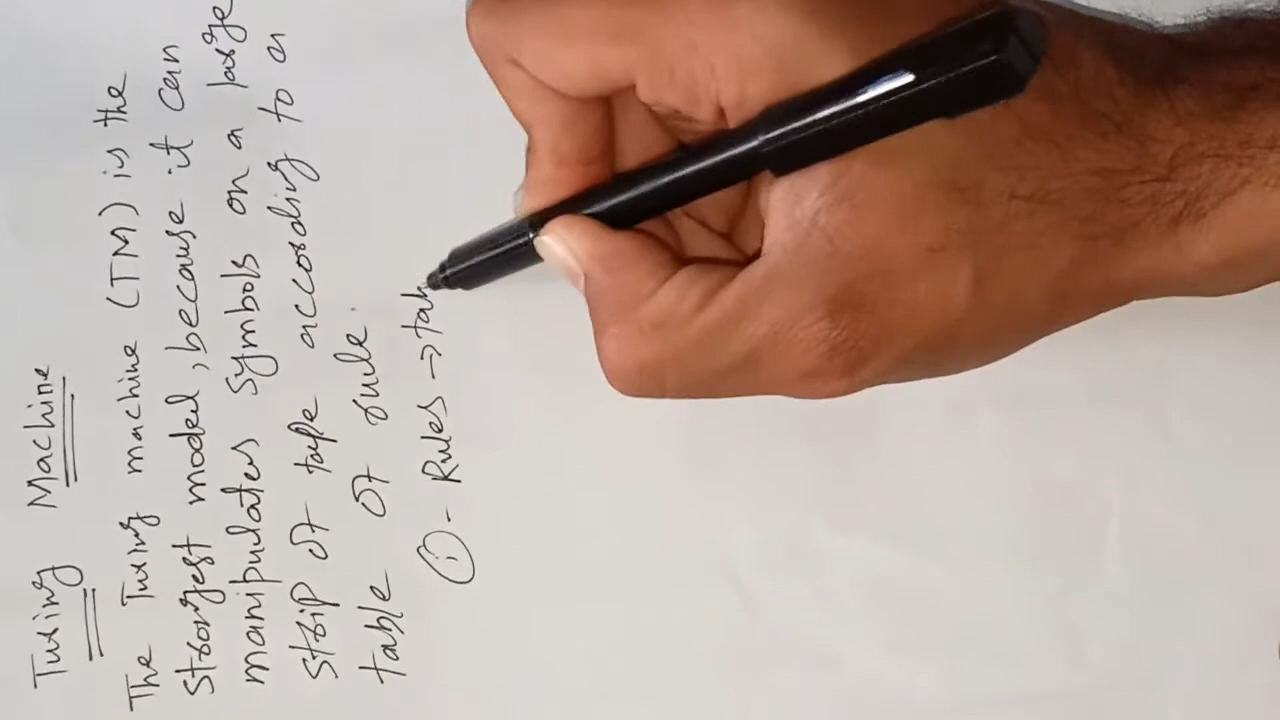 Turing Machine
The Turing machine (TM) is the
strongest model, because it can
manipulates symbols on a large
strip of tape according to a
table of rule.
(i)- Rules → tab